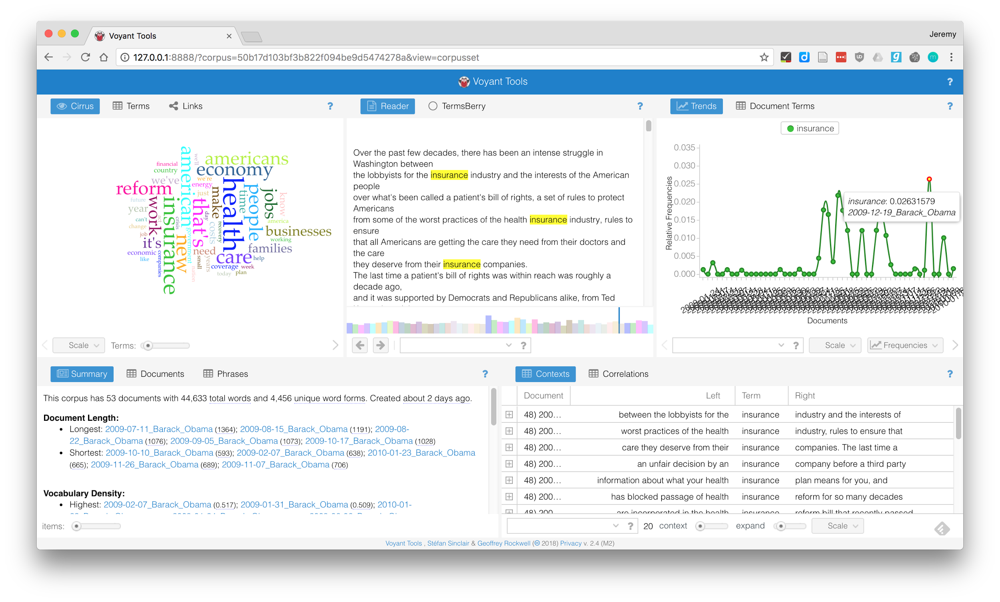 Voyant Tools
Jeremy
127.0.0.1:8888/?corpus=50b17d103bf3b822f094be9d5474278a&view=corpusset
Voyant Tools
?
Cirrus Terms Links ?
americans
economy
american
we'll
financial
country
we've
we're
energy
reform
just
health
people
time
make
jobs
know
future
year
work
insurance
that's
day
act
crisis
can't
change
job
it's
new
government
costs
recovery
america
businesses
working
families
economic
like
companies
need
care
help
small
years
coverage
week
nation
today
plan
Scale Terms:
Reader TermsBerry ?
Over the past few decades, there has been an intense struggle in
Washington between
the lobbyists for the insurance industry and the interests of the American
people
over what's been called a patient's bill of rights, a set of rules to protect
Americans
from some of the worst practices of the health insurance industry, rules to
ensure
that all Americans are getting the care they need from their doctors and
the care
they deserve from their insurance companies.
The last time a patient's bill of rights was within reach was roughly a
decade ago,
and it was supported by Democrats and Republicans alike, from Ted
?
Trends Document Terms ?
insurance
Relative Frequencies
0.035
0.030
0.025
0.020
0.015
0.010
0.005
0.000
insurance: 0.02631579
2009-12-19_Barack_Obama
Documents
? Scale Frequencies
Summary Documents Phrases ?
This corpus has 53 documents with 44,633 total words and 4,456 unique word forms. Created about 2 days ago.
Document Length:
• Longest: 2009-07-11_Barack_Obama (1364); 2009-08-15_Barack_Obama (1191); 2009-08-
22_Barack_Obama (1076); 2009-09-05_Barack_Obama (1073); 2009-10-17_Barack_Obama (1028)
• Shortest: 2009-10-10_Barack_Obama (593); 2009-02-07_Barack_Obama (638); 2010-01-23_Barack_Obama
(665); 2009-11-26_Barack_Obama (689); 2009-11-07_Barack_Obama (706)
Vocabulary Density:
• Highest: 2009-02-07_Barack_Obama (0.517); 2009-01-31_Barack_Obama (0.509); 2010-01-
items:
Contexts Correlations ?
Document Left Term Right
48) 200... between the lobbyists for the insurance industry and the interests of
48) 200... worst practices of the health insurance industry, rules to ensure that
48) 200... care they deserve from their insurance companies. The last time a
48) 200... an unfair decision by an insurance company before a third party
48) 200... information about what your health insurance plan means for you, and
48) 200... has blocked passage of health insurance reform for so many decades
48) 200... are incorporated in the health insurance reform bill that recently passed
? 20 context expand Scale
Voyant Tools , Stéfan Sinclair & Geoffrey Rockwell (cc 2018) Privacy v. 2.4 (M2)